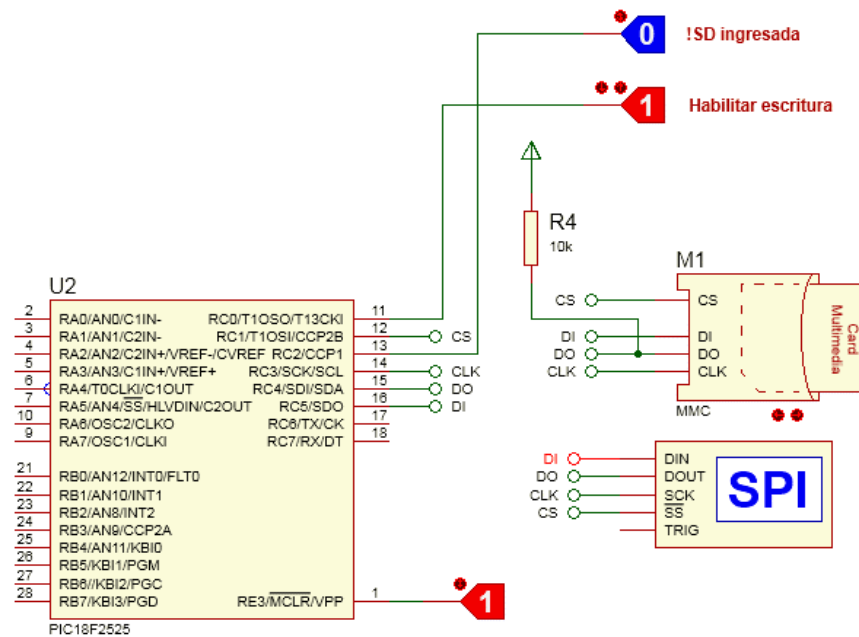 0 !SD ingresada
1 Habilitar escritura
R4
10k
M1
CS CS
DI DI
DO DO
CLK CLK
MMC
Card
Multimedia
U2
2 RA0/AN0/C1IN- RC0/T1OSO/T13CKI 11
3 RA1/AN1/C2IN- RC1/T1OSI/CCP2B 12 CS
4 RA2/AN2/C2IN+/VREF-/CVREF RC2/CCP1 13
5 RA3/AN3/C1IN+/VREF+ RC3/SCK/SCL 14 CLK
6 RA4/T0CLKI/C1OUT RC4/SDI/SDA 15 DO
7 RA5/AN4/SS/HLVDIN/C2OUT RC5/SDO 16 DI
10 RA6/OSC2/CLKO RC6/TX/CK 17
9 RA7/OSC1/CLKI RC7/RX/DT 18
21 RB0/AN12/INT0/FLT0
22 RB1/AN10/INT1
23 RB2/AN8/INT2
24 RB3/AN9/CCP2A
25 RB4/AN11/KBI0
26 RB5/KBI1/PGM
27 RB6//KBI2/PGC
28 RB7/KBI3/PGD RE3/MCLR/VPP 1 1
PIC18F2525
DI DIN
DO DOUT
CLK SCK
CS SS
TRIG
SPI